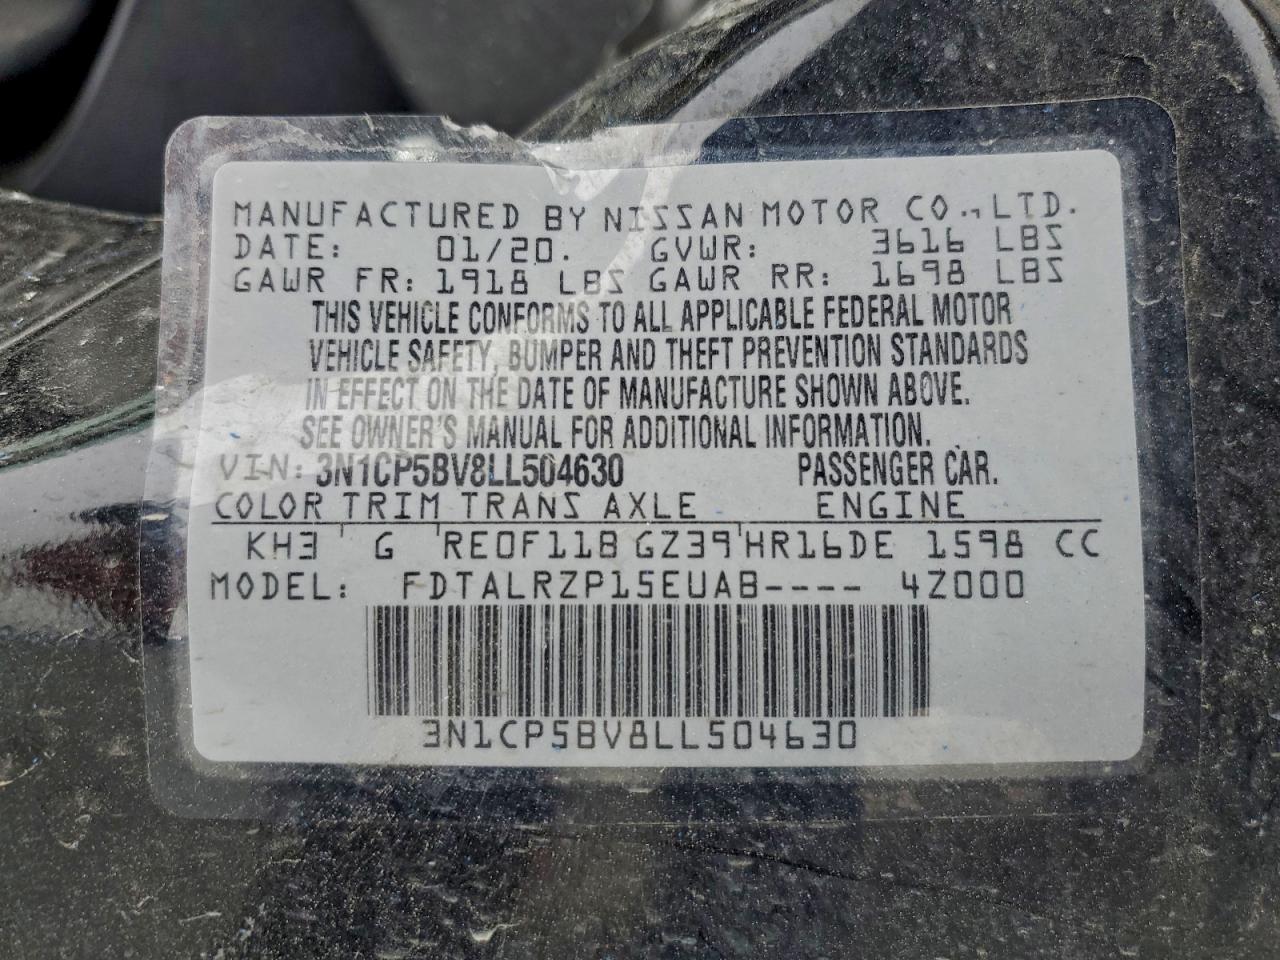 MANUFACTURED BY NISSAN MOTOR CO., LTD.
DATE: 01/20. GVWR: 3616 LBS
GAWR FR: 1918 LBS GAWR RR: 1698 LBS
THIS VEHICLE CONFORMS TO ALL APPLICABLE FEDERAL MOTOR
VEHICLE SAFETY, BUMPER AND THEFT PREVENTION STANDARDS
IN EFFECT ON THE DATE OF MANUFACTURE SHOWN ABOVE.
SEE OWNER'S MANUAL FOR ADDITIONAL INFORMATION.
VIN: 3N1CP5BV8LL504630 PASSENGER CAR.
COLOR TRIM TRANS AXLE ENGINE
KH3 G RE0F11B GZ39 HR16DE 1598 CC
MODEL: FDTALRZP15EUAB---- 4Z000
3N1CP5BV8LL504630